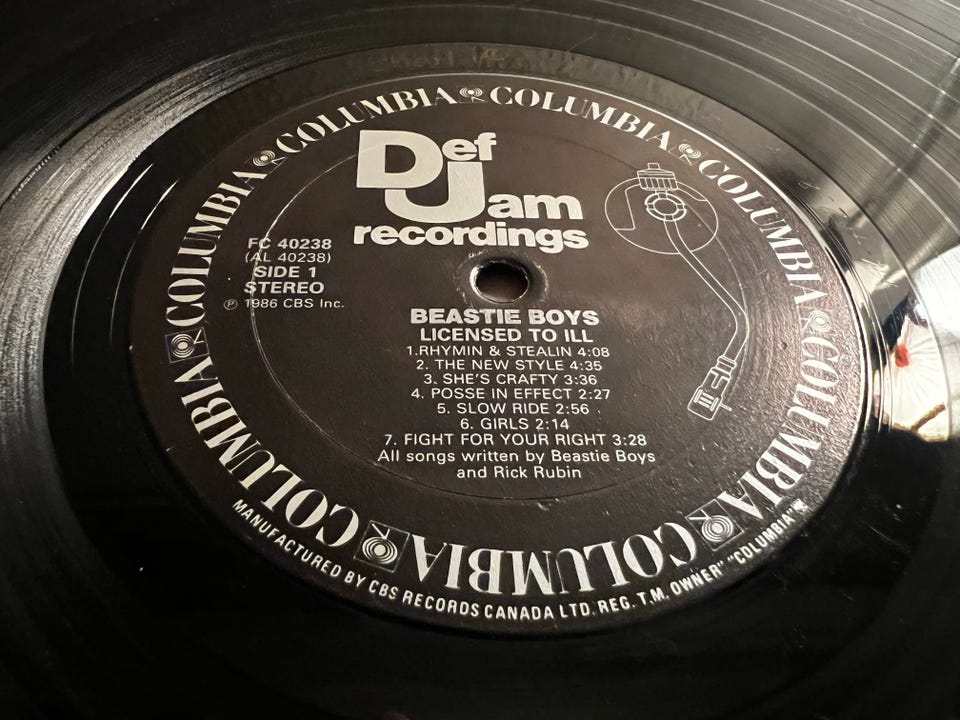 COLUMBIA COLUMBIA COLUMBIA COLUMBIA COLUMBIA COLUMBIA COLUMBIA COLUMBIA
Def
Jam
recordings
FC 40238
(AL 40238)
SIDE 1
STEREO
℗ 1986 CBS Inc.
BEASTIE BOYS
LICENSED TO ILL
1.RHYMIN & STEALIN 4:08
2. THE NEW STYLE 4:35
3. SHE'S CRAFTY 3:36
4. POSSE IN EFFECT 2:27
5. SLOW RIDE 2:56
6. GIRLS 2:14
7. FIGHT FOR YOUR RIGHT 3:28
All songs written by Beastie Boys
and Rick Rubin
MANUFACTURED BY CBS RECORDS CANADA LTD. REG. T.M. OWNER" "COLUMBIA"